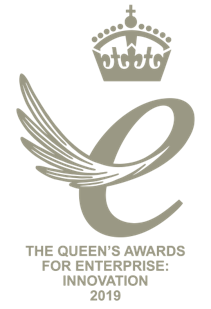 THE QUEEN'S AWARDS
FOR ENTERPRISE:
INNOVATION
2019